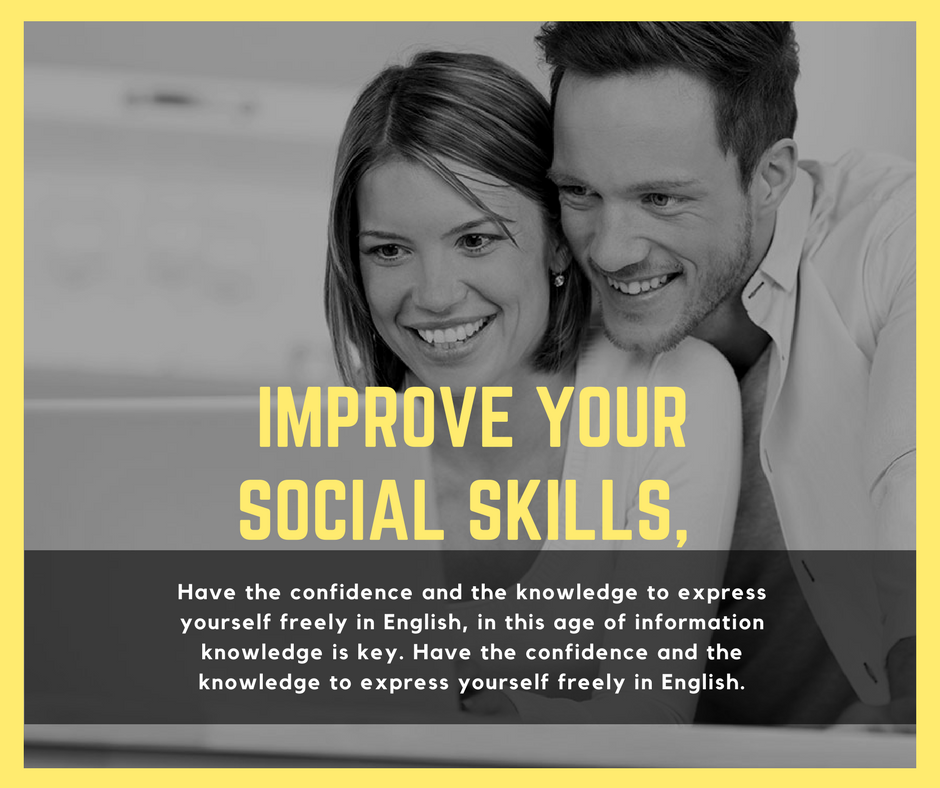 IMPROVE YOUR
SOCIAL SKILLS,
Have the confidence and the knowledge to express
yourself freely in English, in this age of information
knowledge is key. Have the confidence and the
knowledge to express yourself freely in English.